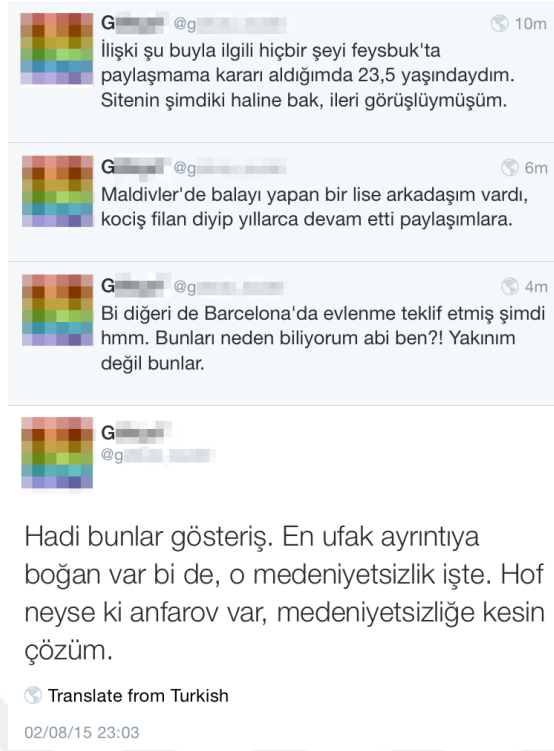 G @g 10m
İlişki şu buyla ilgili hiçbir şeyi feysbuk'ta
paylaşmama kararı aldığımda 23,5 yaşındaydım.
Sitenin şimdiki haline bak, ileri görüşlüymüşüm.
G @g 6m
Maldivler'de balayı yapan bir lise arkadaşım vardı,
kociş filan diyip yıllarca devam etti paylaşımlara.
G @g 4m
Bi diğeri de Barcelona'da evlenme teklif etmiş şimdi
hmm. Bunları neden biliyorum abi ben?! Yakınım
değil bunlar.
G
@g
Hadi bunlar gösteriş. En ufak ayrıntıya
boğan var bi de, o medeniyetsizlik işte. Hof
neyse ki anfarov var, medeniyetsizliğe kesin
çözüm.
Translate from Turkish
02/08/15 23:03